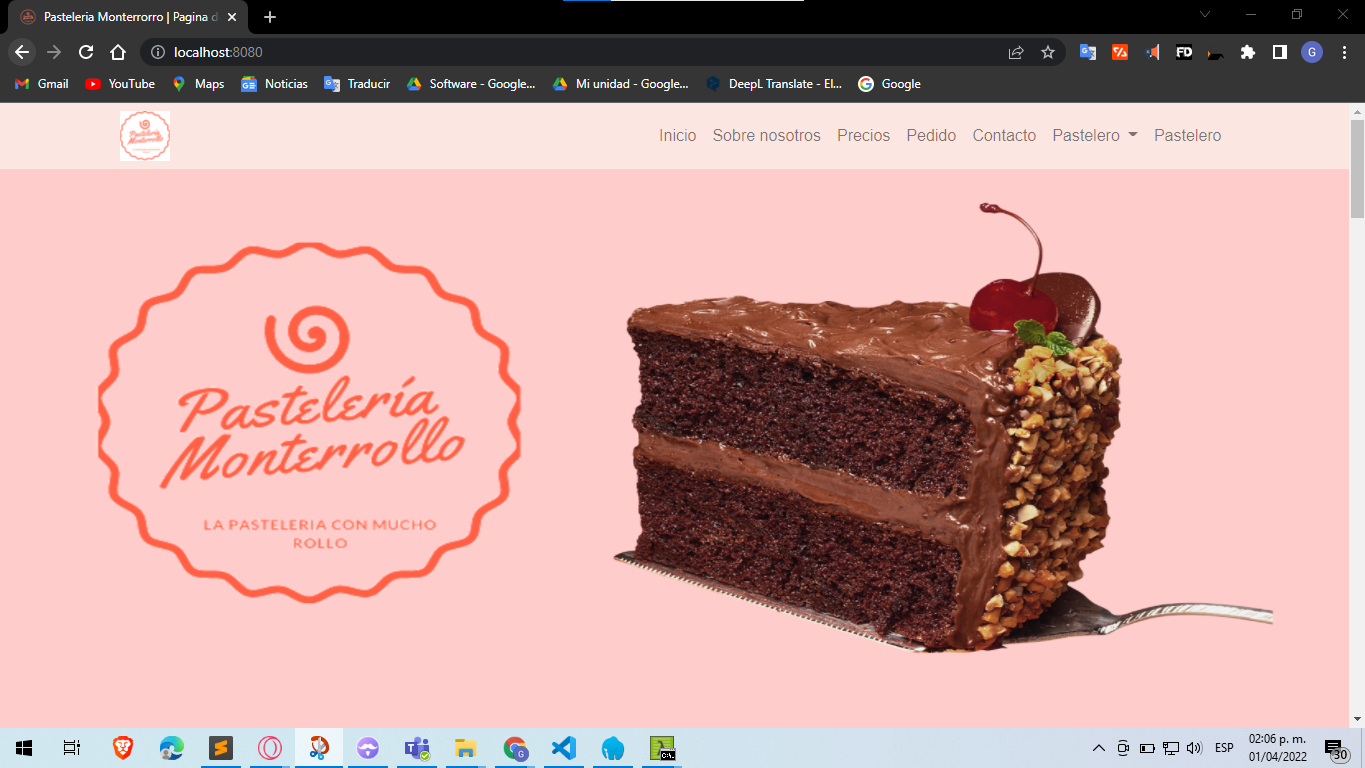 Pasteleria Monterrorro | Pagina d
localhost:8080
G
Gmail
YouTube
Maps
Noticias
Traducir
Software - Google...
Mi unidad - Google...
DeepL Translate - El...
Google
Inicio
Sobre nosotros
Precios
Pedido
Contacto
Pastelero
Pastelero
Pastelería
Monterrollo
LA PASTELERIA CON MUCHO
ROLLO
ESP
02:06 p. m.
01/04/2022
30